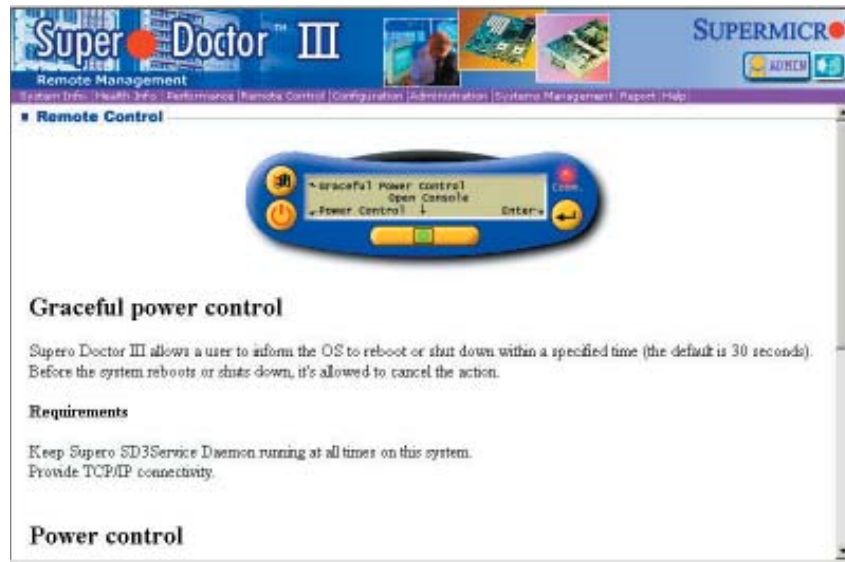 Super Doctor™ III
Remote Management
SUPERMICR
ADMIN
System Info Health Info Performance Remote Control Configuration Administration Systems Management Report Help
Remote Control
Graceful Power Control
Open Console
Power Control Enter
Comm.
Graceful power control
Supero Doctor III allows a user to inform the OS to reboot or shut down within a specified time (the default is 30 seconds).
Before the system reboots or shuts down, it's allowed to cancel the action.
Requirements
Keep Supero SD3Service Daemon running at all times on this system.
Provide TCP/IP connectivity.
Power control